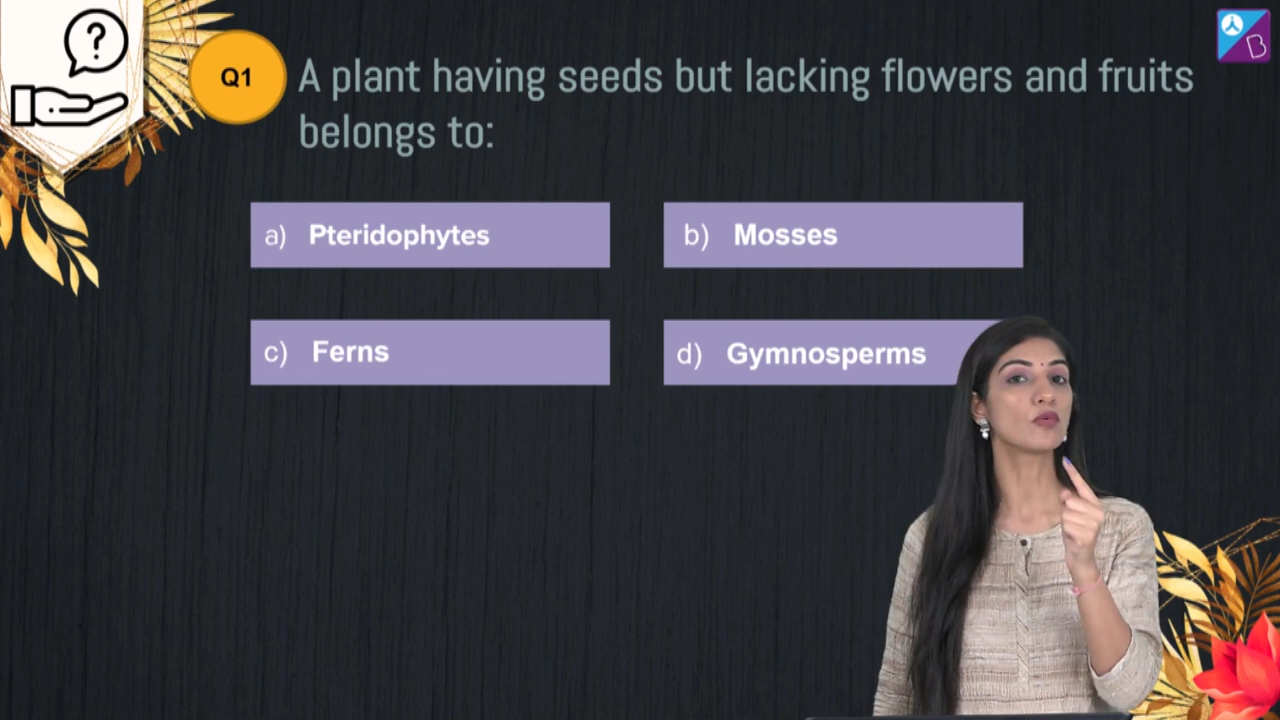 ?
Q1
A plant having seeds but lacking flowers and fruits
belongs to:
a) Pteridophytes
b) Mosses
c) Ferns
d) Gymnosperms
B